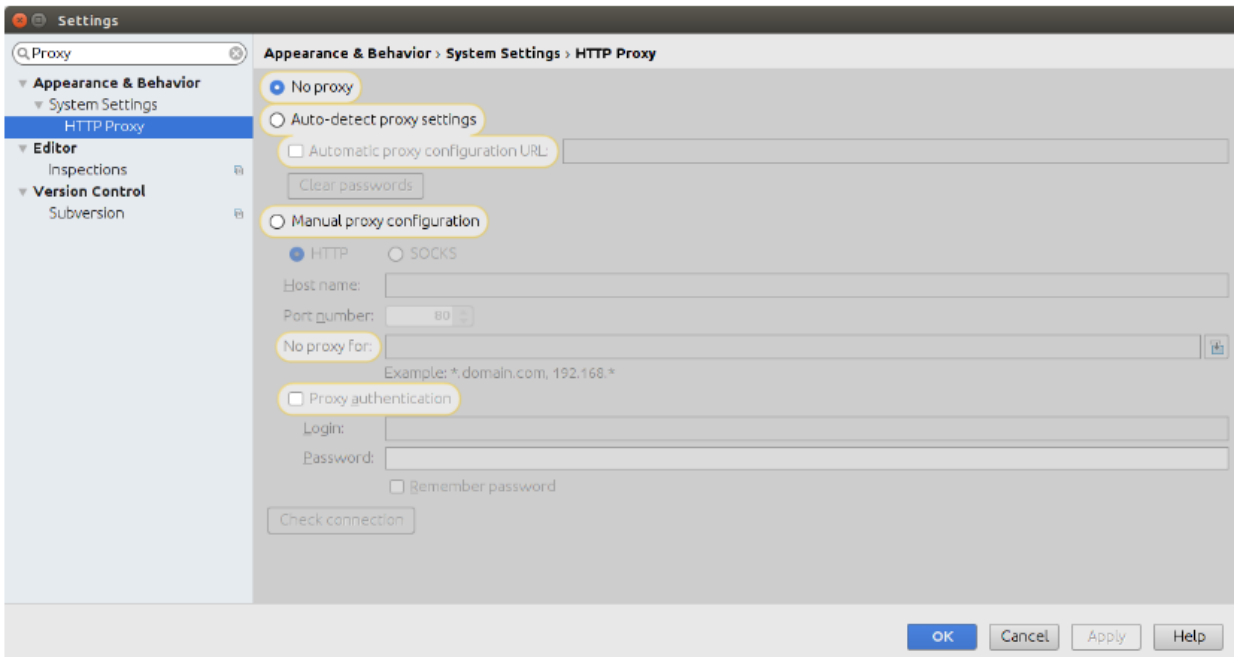 Settings
Proxy
Appearance & Behavior
System Settings
HTTP Proxy
Editor
Inspections
Version Control
Subversion
Appearance & Behavior › System Settings › HTTP Proxy
No proxy
Auto-detect proxy settings
Automatic proxy configuration URL:
Clear passwords
Manual proxy configuration
HTTP SOCKS
Host name:
Port number: 80
No proxy for:
Example: *.domain.com, 192.168.*
Proxy authentication
Login:
Password:
Remember password
Check connection
OK Cancel Apply Help